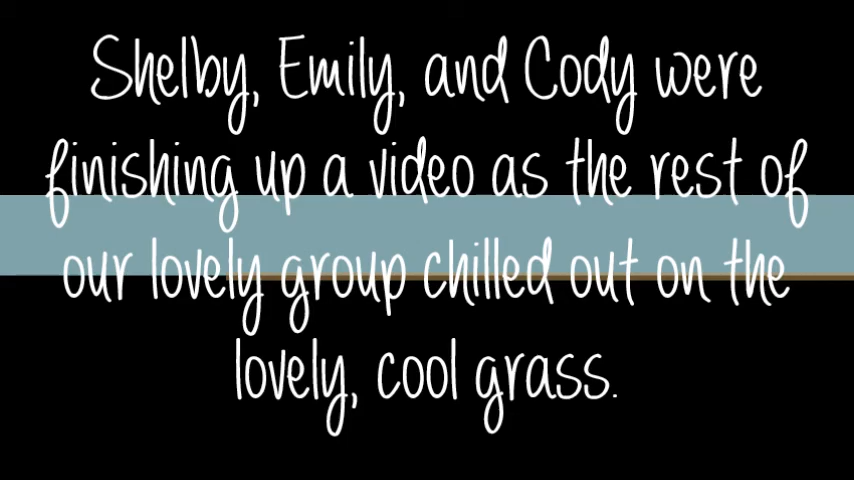 Shelby, Emily, and Cody were
finishing up a video as the rest of
our lovely group chilled out on the
lovely, cool grass.